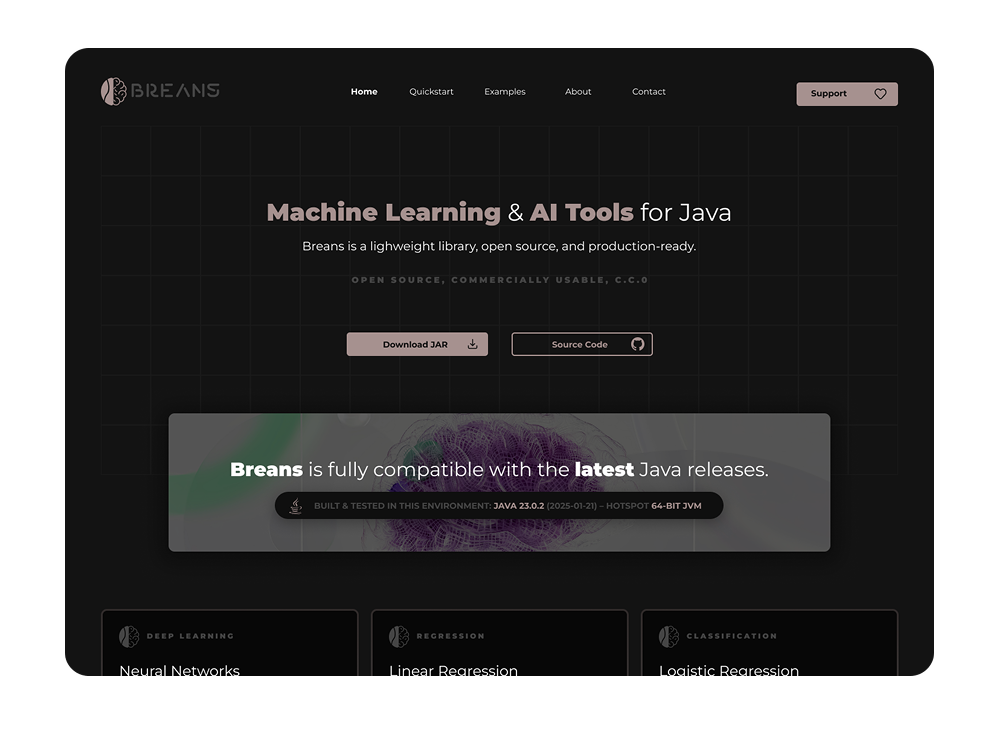 BREANS
Home Quickstart Examples About Contact Support
Machine Learning & AI Tools for Java
Breans is a lighweight library, open source, and production-ready.
OPEN SOURCE, COMMERCIALLY USABLE, C.C.0
Download JAR Source Code
Breans is fully compatible with the latest Java releases.
BUILT & TESTED IN THIS ENVIRONMENT: JAVA 23.0.2 (2025-01-21) – HOTSPOT 64-BIT JVM
DEEP LEARNING REGRESSION CLASSIFICATION
Neural Networks Linear Regression Logistic Regression